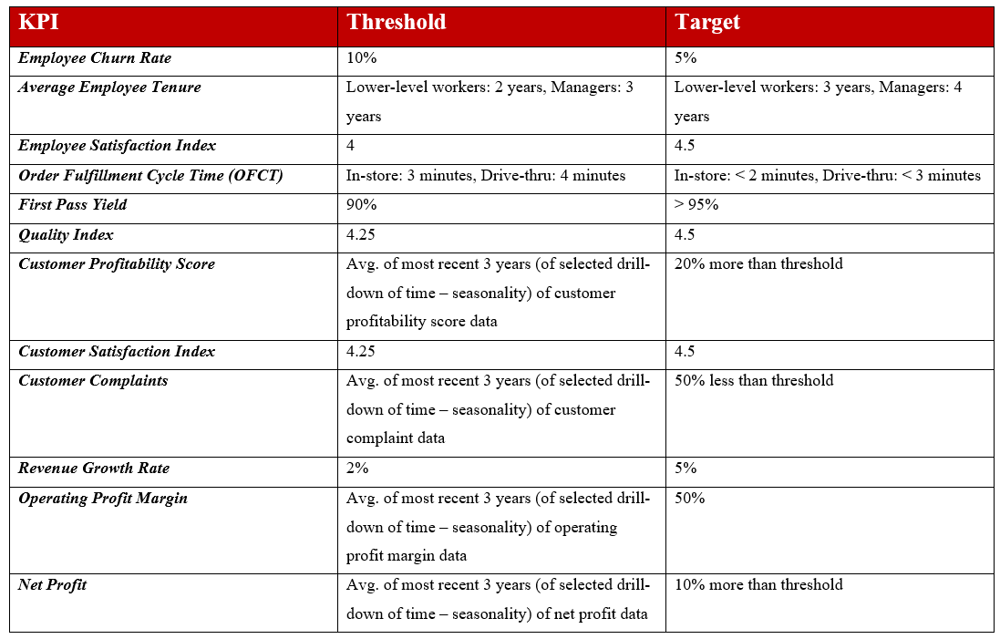 KPI Threshold Target
Employee Churn Rate 10% 5%
Average Employee Tenure Lower-level workers: 2 years, Managers: 3 Lower-level workers: 3 years, Managers: 4
years years
Employee Satisfaction Index 4 4.5
Order Fulfillment Cycle Time (OFCT) In-store: 3 minutes, Drive-thru: 4 minutes In-store: < 2 minutes, Drive-thru: < 3 minutes
First Pass Yield 90% > 95%
Quality Index 4.25 4.5
Customer Profitability Score Avg. of most recent 3 years (of selected drill- 20% more than threshold
down of time – seasonality) of customer
profitability score data
Customer Satisfaction Index 4.25 4.5
Customer Complaints Avg. of most recent 3 years (of selected drill- 50% less than threshold
down of time – seasonality) of customer
complaint data
Revenue Growth Rate 2% 5%
Operating Profit Margin Avg. of most recent 3 years (of selected drill- 50%
down of time – seasonality) of operating
profit margin data
Net Profit Avg. of most recent 3 years (of selected drill- 10% more than threshold
down of time – seasonality) of net profit data